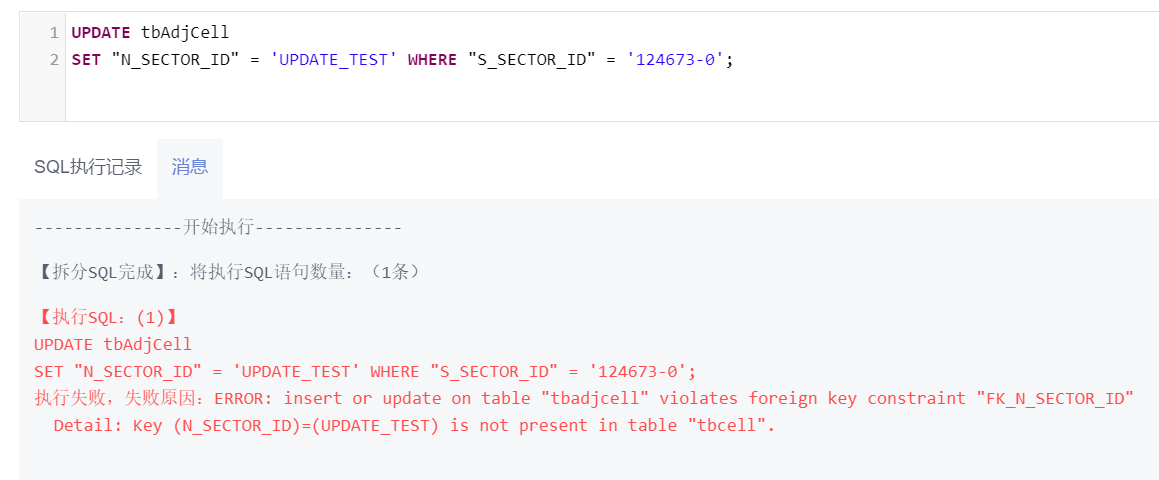 1 UPDATE tbAdjCell
2 SET "N_SECTOR_ID" = 'UPDATE_TEST' WHERE "S_SECTOR_ID" = '124673-0';
SQL执行记录 消息
---------------开始执行---------------
【拆分SQL完成】：将执行SQL语句数量：（1条）
【执行SQL：(1)】
UPDATE tbAdjCell
SET "N_SECTOR_ID" = 'UPDATE_TEST' WHERE "S_SECTOR_ID" = '124673-0';
执行失败，失败原因：ERROR: insert or update on table "tbadjcell" violates foreign key constraint "FK_N_SECTOR_ID"
Detail: Key (N_SECTOR_ID)=(UPDATE_TEST) is not present in table "tbcell".